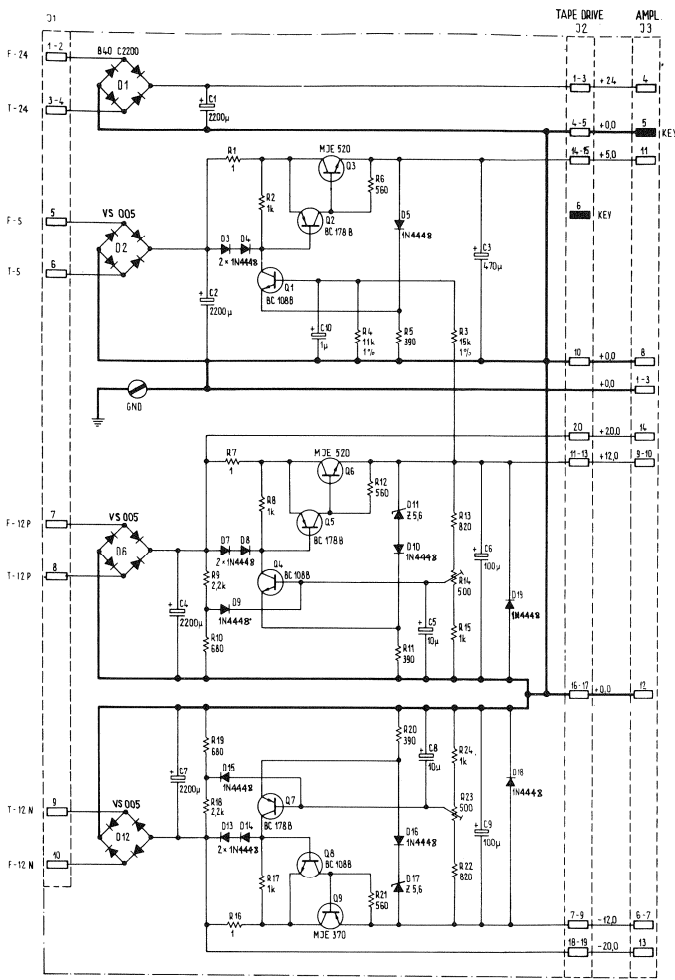 TAPE DRIVE AMPL.
J1 J2 J3
F-24 1-2 B40 C2200
D1 1-3 +24 4
T-24 3-4 + C1 2200µ
4-5 +0,0 5 KEY
14-15 +5,0 11
R1 1 MJE 520 Q3
R2 1k R6 560
6 KEY
F-5 5 VS 005 Q2 BC 178 B D5 1N4448
D2 D3 D4 2×1N4448 + C3 470µ
T-5 6 Q1 BC 108B
+ C2 2200µ + C10 1µ R4 11k 1% R5 390 R3 15k 1%
10 +0,0 8
+0,0 1-3
GND
20 +20,0 14
R7 1 MJE 520 Q6 11-13 +12,0 9-10
R8 1k R12 560 D11 Z 5,6 R13 820
F-12P 7 VS 005 Q5 BC 178B
D6 D7 D8 2×1N4448 D10 1N4448 + C6 100µ
T-12P 8 Q4 BC 108B R14 500
R9 2,2k D9 1N4448 D19 1N4448
+ C4 2200µ R10 680 + C5 10µ R15 1k
R11 390
16-17 +0,0 12
R20 390
R19 680 + C8 10µ R24 1k
+ C7 2200µ D15 1N4448 D18 1N4448
T-12N 9 VS 005 R18 2,2k Q7 BC 178B R23 500
D12 D13 D14 2×1N4448 D16 1N4448 + C9 100µ
F-12N 10 Q8 BC 108B
R17 1k D17 Z 5,6 R22 820
R21 560
R16 1 Q9 MJE 370 7-9 -12,0 6-7
18-19 -20,0 13